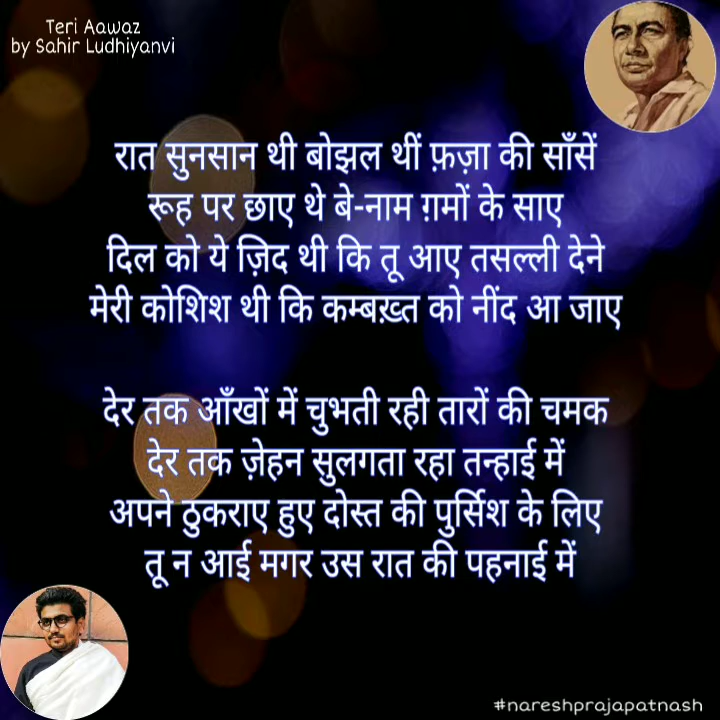 Teri Aawaz
by Sahir Ludhiyanvi
रात सुनसान थी बोझल थीं फ़ज़ा की साँसें
रूह पर छाए थे बे-नाम ग़मों के साए
दिल को ये ज़िद थी कि तू आए तसल्ली देने
मेरी कोशिश थी कि कम्बख़्त को नींद आ जाए
देर तक आँखों में चुभती रही तारों की चमक
देर तक ज़ेहन सुलगता रहा तन्हाई में
अपने ठुकराए हुए दोस्त की पुर्सिश के लिए
तू न आई मगर उस रात की पहनाई में
#nareshprajapatnash